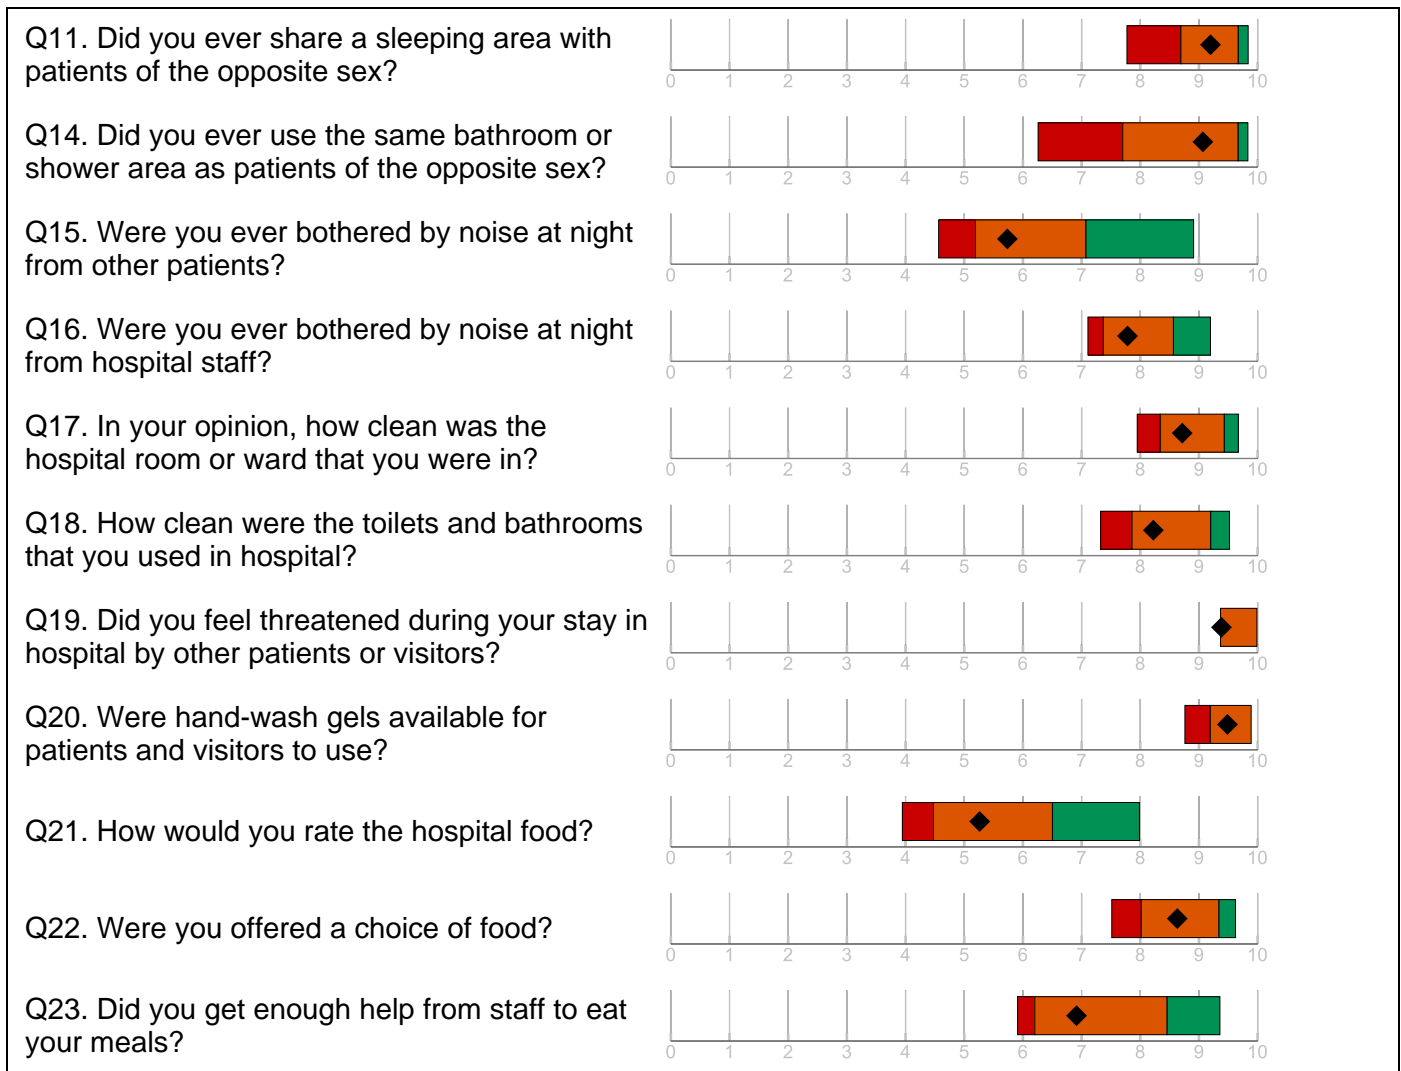 Q11. Did you ever share a sleeping area with
patients of the opposite sex?
0 1 2 3 4 5 6 7 8 9 10
Q14. Did you ever use the same bathroom or
shower area as patients of the opposite sex?
0 1 2 3 4 5 6 7 8 9 10
Q15. Were you ever bothered by noise at night
from other patients?
0 1 2 3 4 5 6 7 8 9 10
Q16. Were you ever bothered by noise at night
from hospital staff?
0 1 2 3 4 5 6 7 8 9 10
Q17. In your opinion, how clean was the
hospital room or ward that you were in?
0 1 2 3 4 5 6 7 8 9 10
Q18. How clean were the toilets and bathrooms
that you used in hospital?
0 1 2 3 4 5 6 7 8 9 10
Q19. Did you feel threatened during your stay in
hospital by other patients or visitors?
0 1 2 3 4 5 6 7 8 9 10
Q20. Were hand-wash gels available for
patients and visitors to use?
0 1 2 3 4 5 6 7 8 9 10
Q21. How would you rate the hospital food?
0 1 2 3 4 5 6 7 8 9 10
Q22. Were you offered a choice of food?
0 1 2 3 4 5 6 7 8 9 10
Q23. Did you get enough help from staff to eat
your meals?
0 1 2 3 4 5 6 7 8 9 10